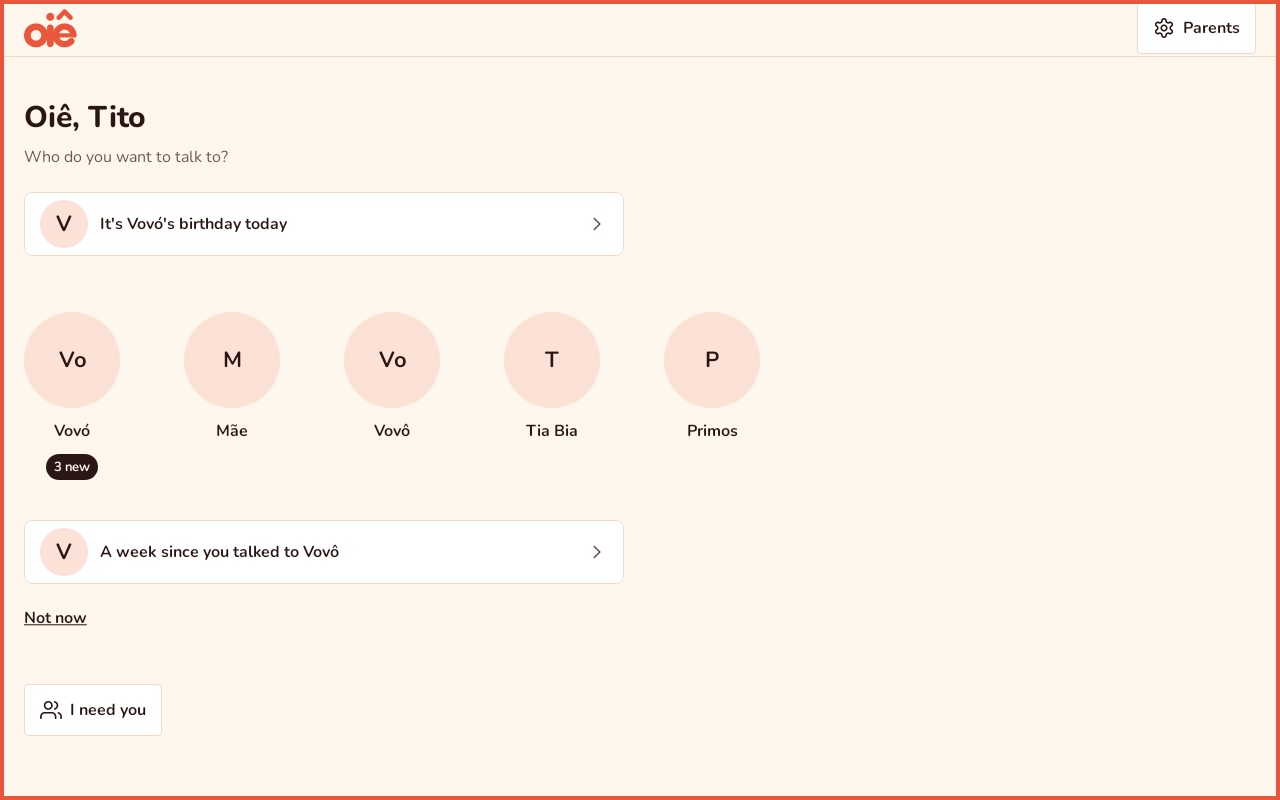 oiê
Parents
Oiê, Tito
Who do you want to talk to?
V
It's Vovó's birthday today
Vo
M
Vo
T
P
Vovó
Mãe
Vovô
Tia Bia
Primos
3 new
V
A week since you talked to Vovô
Not now
I need you